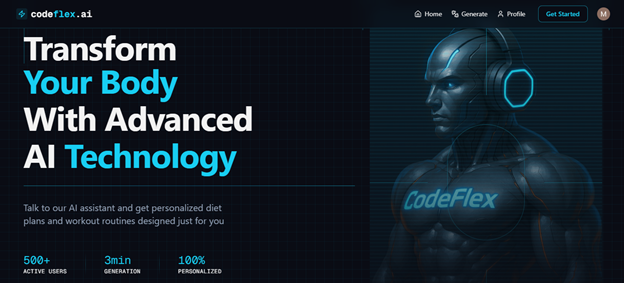 codeflex.ai
Home Generate Profile Get Started M
Transform
Your Body
With Advanced
AI Technology
Talk to our AI assistant and get personalized diet
plans and workout routines designed just for you
500+ 3min 100%
ACTIVE USERS GENERATION PERSONALIZED
CodeFlex